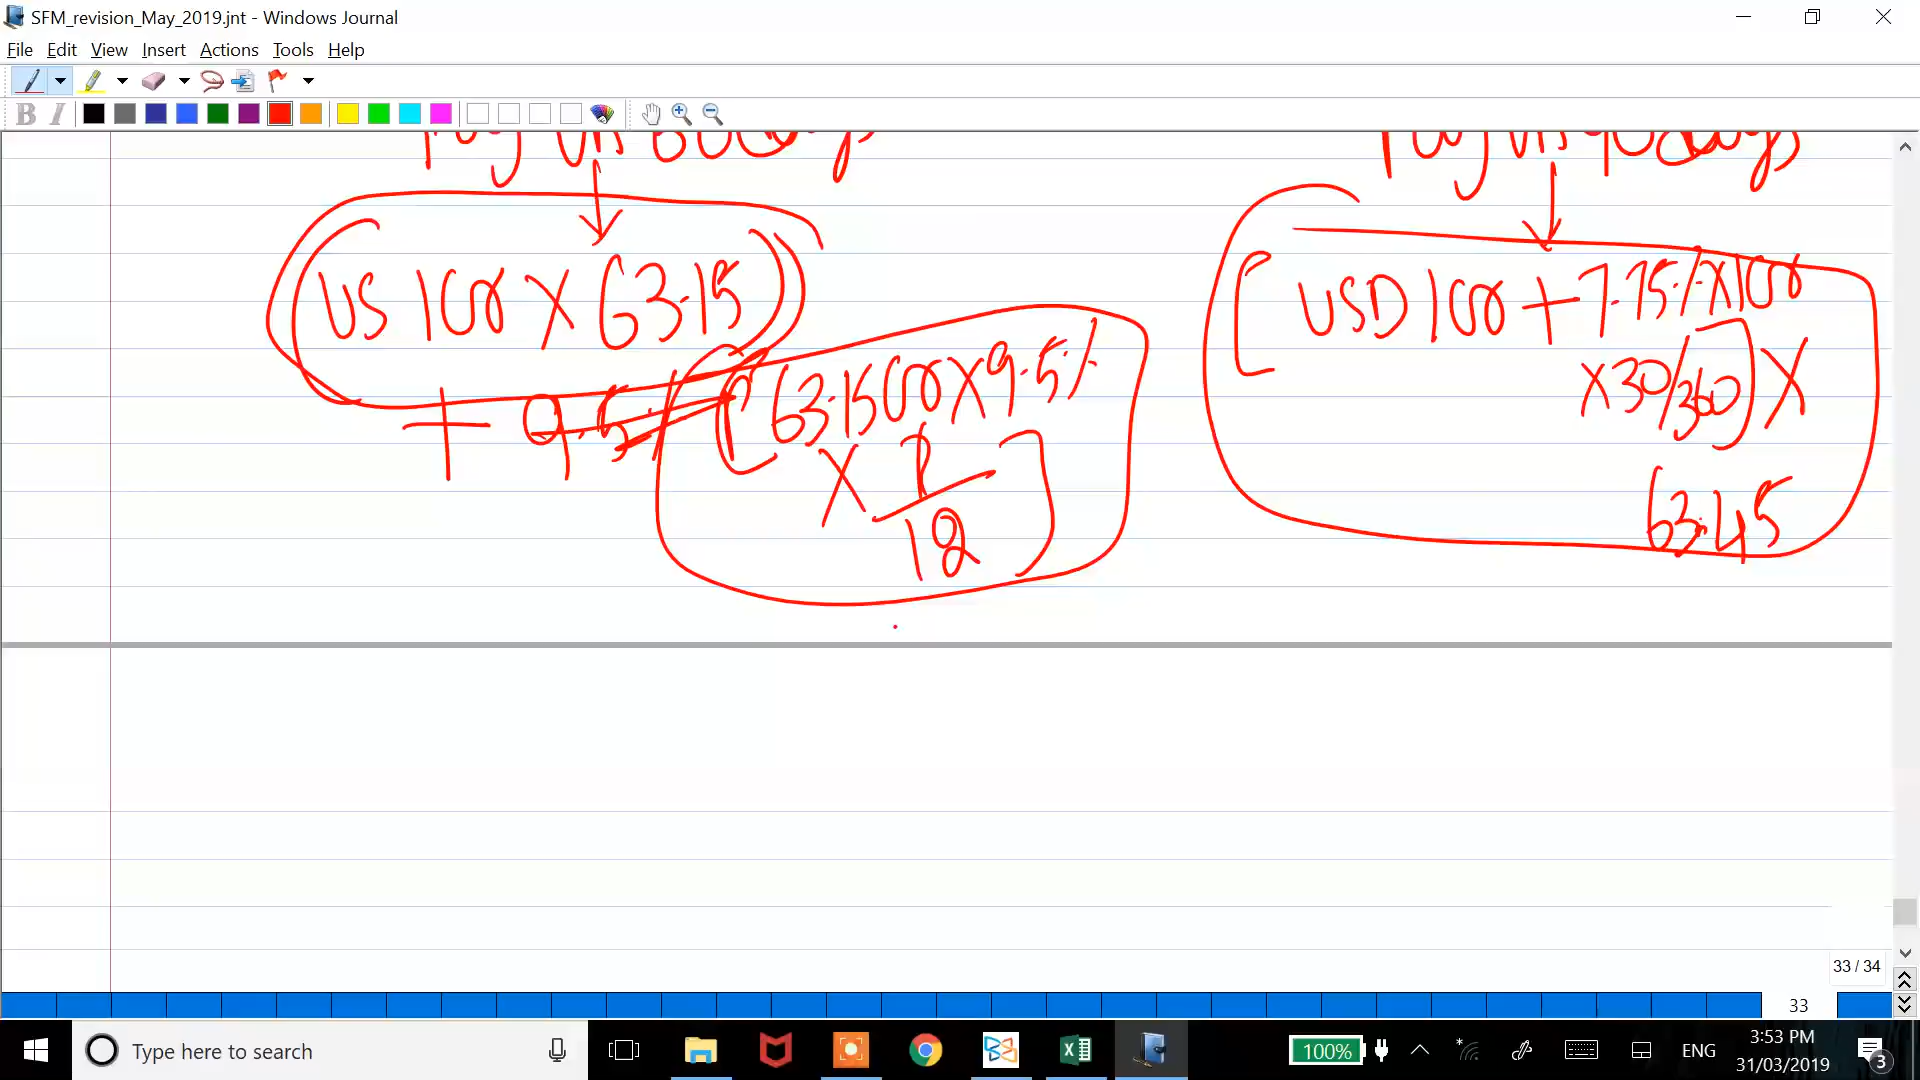 SFM_revision_May_2019.jnt - Windows Journal
File Edit View Insert Actions Tools Help
B I
US 100 X 63.15
+ 9.5%
[63.1500 X 9.5%
X 1/12]
[USD 100 + 7.75% X 100
X 30/360] X
63.45
33 / 34
33
Type here to search
100%
ENG
3:53 PM
31/03/2019
3